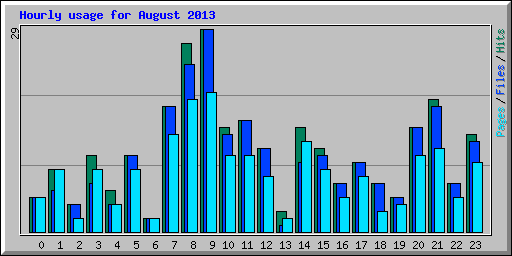 Hourly usage for August 2013
29
Pages/Files/Hits
0 1 2 3 4 5 6 7 8 9 10 11 12 13 14 15 16 17 18 19 20 21 22 23